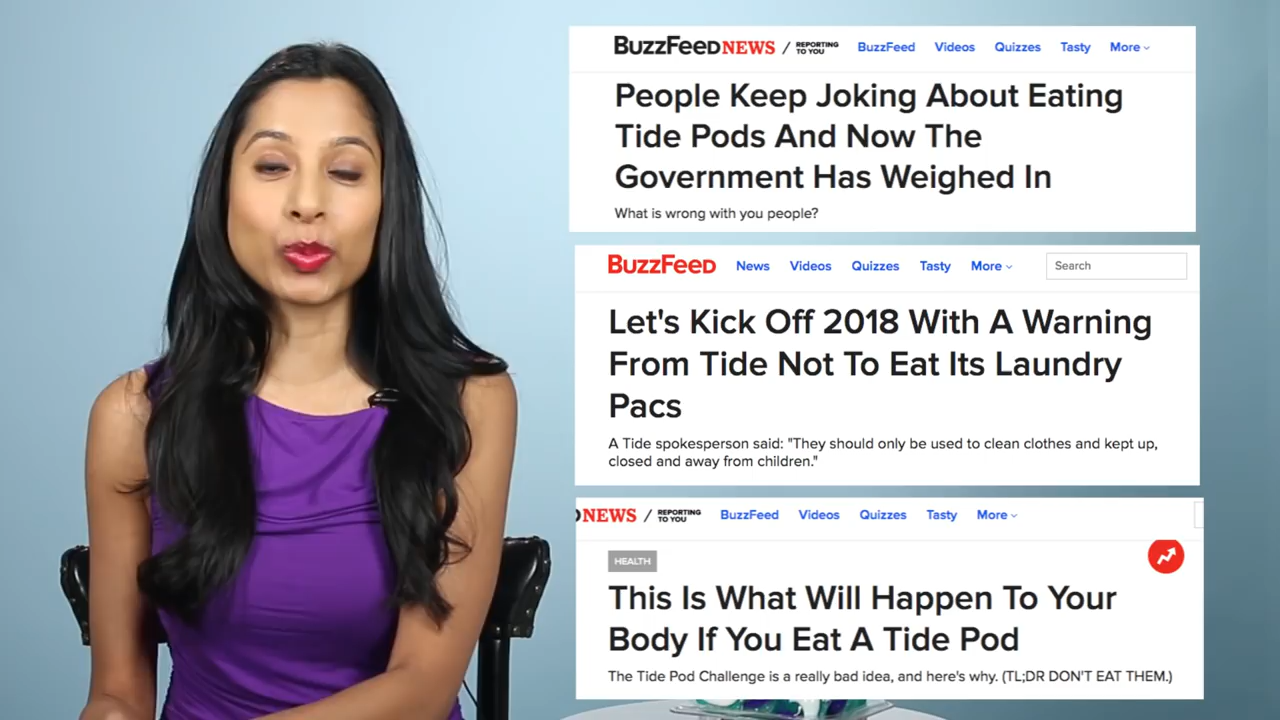 BuzzFeed NEWS / REPORTING TO YOU BuzzFeed Videos Quizzes Tasty More
People Keep Joking About Eating
Tide Pods And Now The
Government Has Weighed In
What is wrong with you people?
BuzzFeed News Videos Quizzes Tasty More Search
Let's Kick Off 2018 With A Warning
From Tide Not To Eat Its Laundry
Pacs
A Tide spokesperson said: "They should only be used to clean clothes and kept up,
closed and away from children."
NEWS / REPORTING TO YOU BuzzFeed Videos Quizzes Tasty More
HEALTH
This Is What Will Happen To Your
Body If You Eat A Tide Pod
The Tide Pod Challenge is a really bad idea, and here's why. (TL;DR DON'T EAT THEM.)